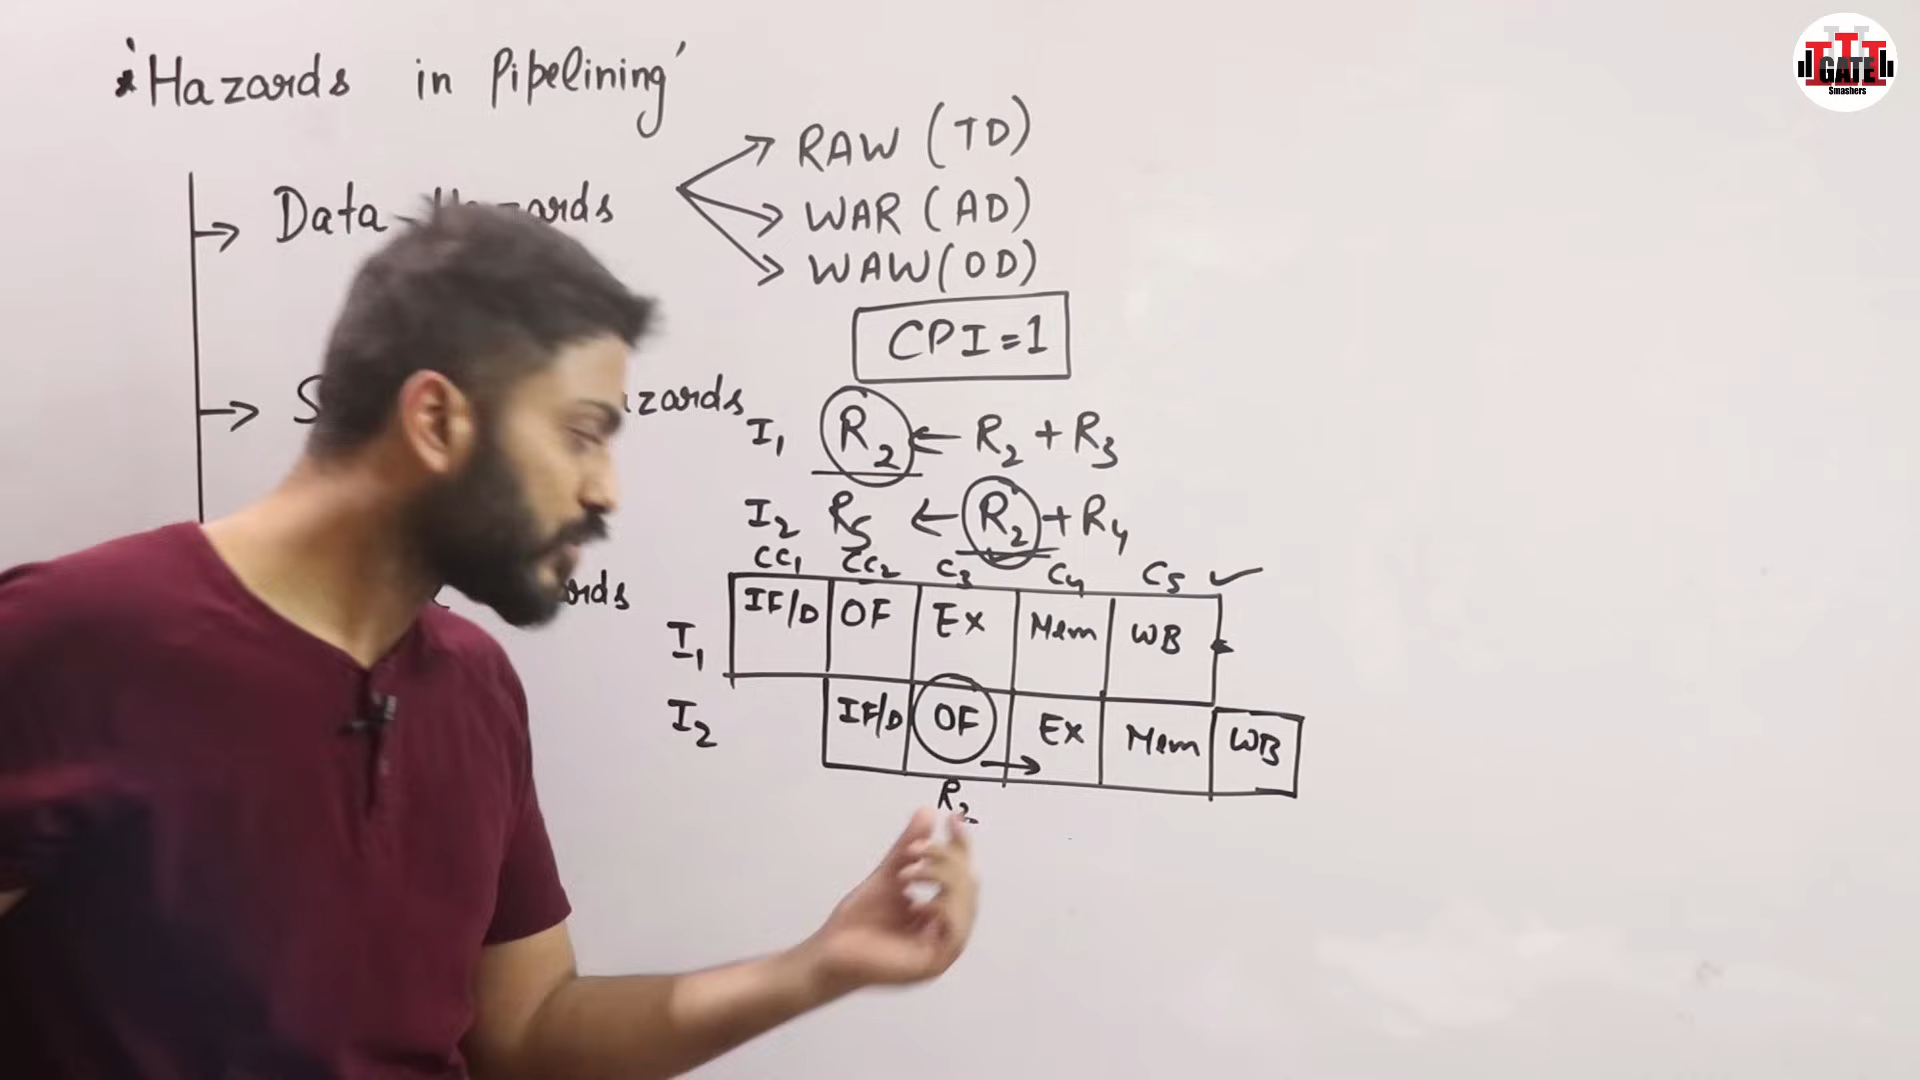 'Hazards in Pipelining'
Data Hazards
RAW (TD)
WAR (AD)
WAW (OD)
CPI = 1
zards
I₁ R₂ ← R₂ + R₃
I₂ R₅ ← R₂ + R₄
CC₁ CC₂ C₃ C₄ C₅ ✓
I₁ IF/D OF Ex Mem WB
I₂ IF/D OF Ex Mem WB
R₂
GATE
Smashers